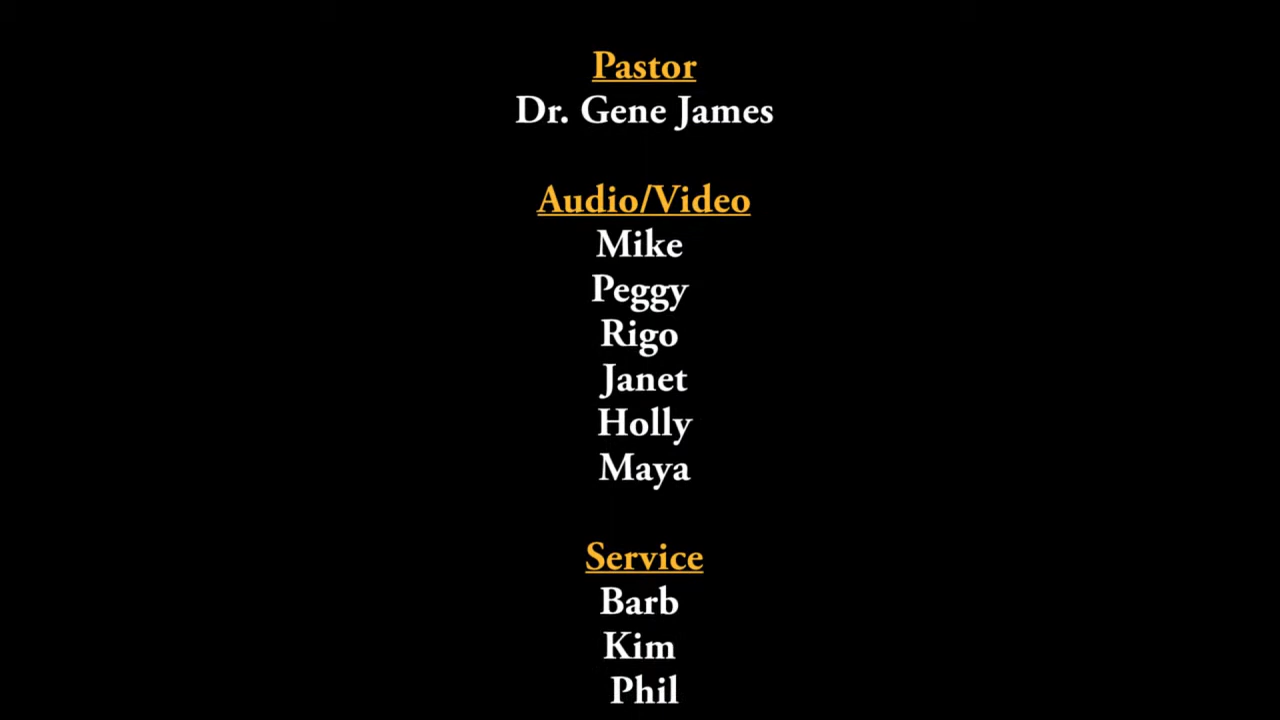 Pastor
Dr. Gene James
Audio/Video
Mike
Peggy
Rigo
Janet
Holly
Maya
Service
Barb
Kim
Phil